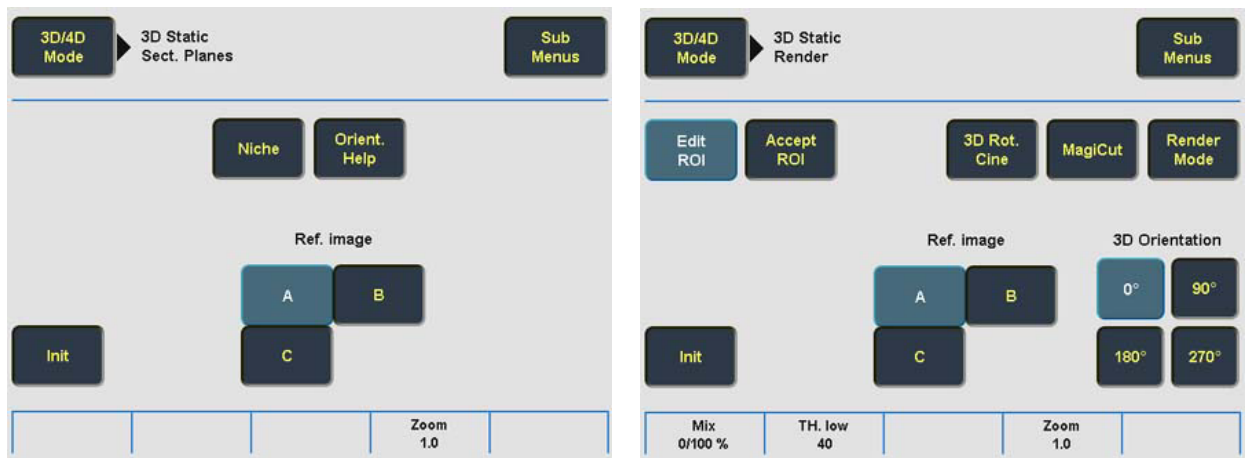 3D/4D
Mode
3D Static
Sect. Planes
Sub
Menus
Niche
Orient.
Help
Ref. image
A
B
Init
C
Zoom
1.0
3D/4D
Mode
3D Static
Render
Sub
Menus
Edit
ROI
Accept
ROI
3D Rot.
Cine
MagiCut
Render
Mode
Ref. image
3D Orientation
A
B
0°
90°
Init
C
180°
270°
Mix
0/100 %
TH. low
40
Zoom
1.0